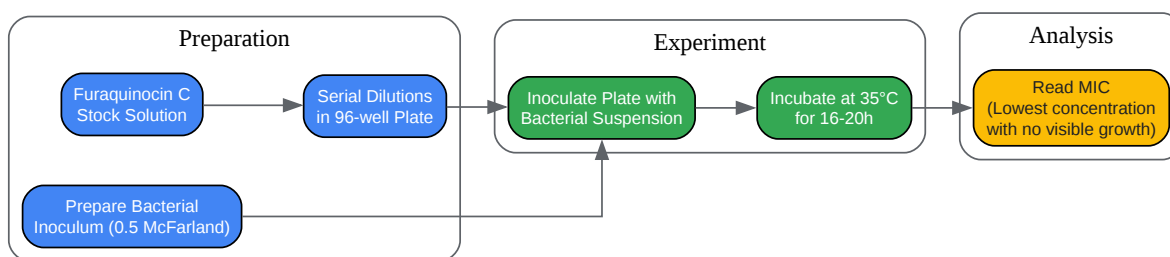 Preparation
Furaquinocin C
Stock Solution
Serial Dilutions
in 96-well Plate
Prepare Bacterial
Inoculum (0.5 McFarland)
Experiment
Inoculate Plate with
Bacterial Suspension
Incubate at 35°C
for 16-20h
Analysis
Read MIC
(Lowest concentration
with no visible growth)